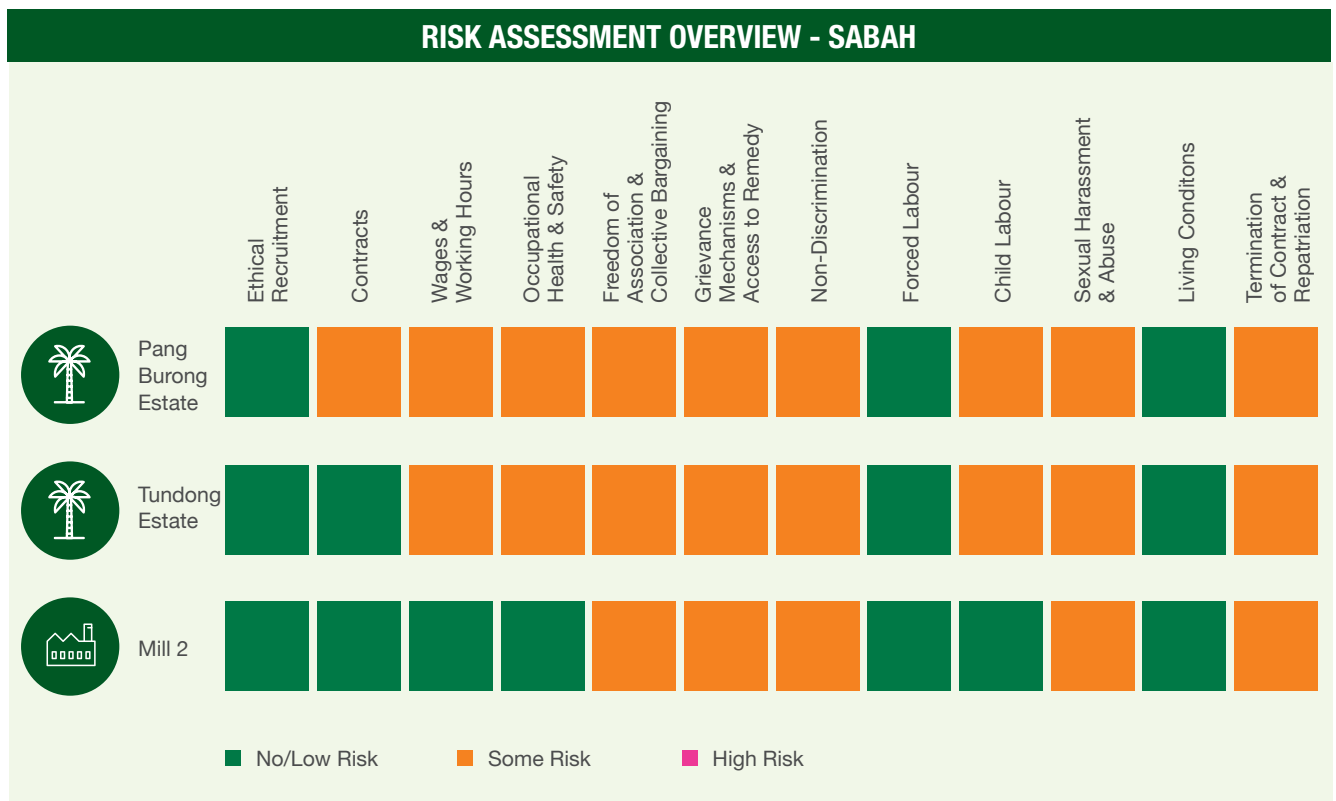 RISK ASSESSMENT OVERVIEW - SABAH
Ethical
Recruitment
Contracts
Wages &
Working Hours
Occupational
Health & Safety
Freedom of
Association &
Collective Bargaining
Grievance
Mechanisms &
Access to Remedy
Non-Discrimination
Forced Labour
Child Labour
Sexual Harassment
& Abuse
Living Conditons
Termination
of Contract &
Repatriation
Pang
Burong
Estate
Tundong
Estate
Mill 2
No/Low Risk
Some Risk
High Risk